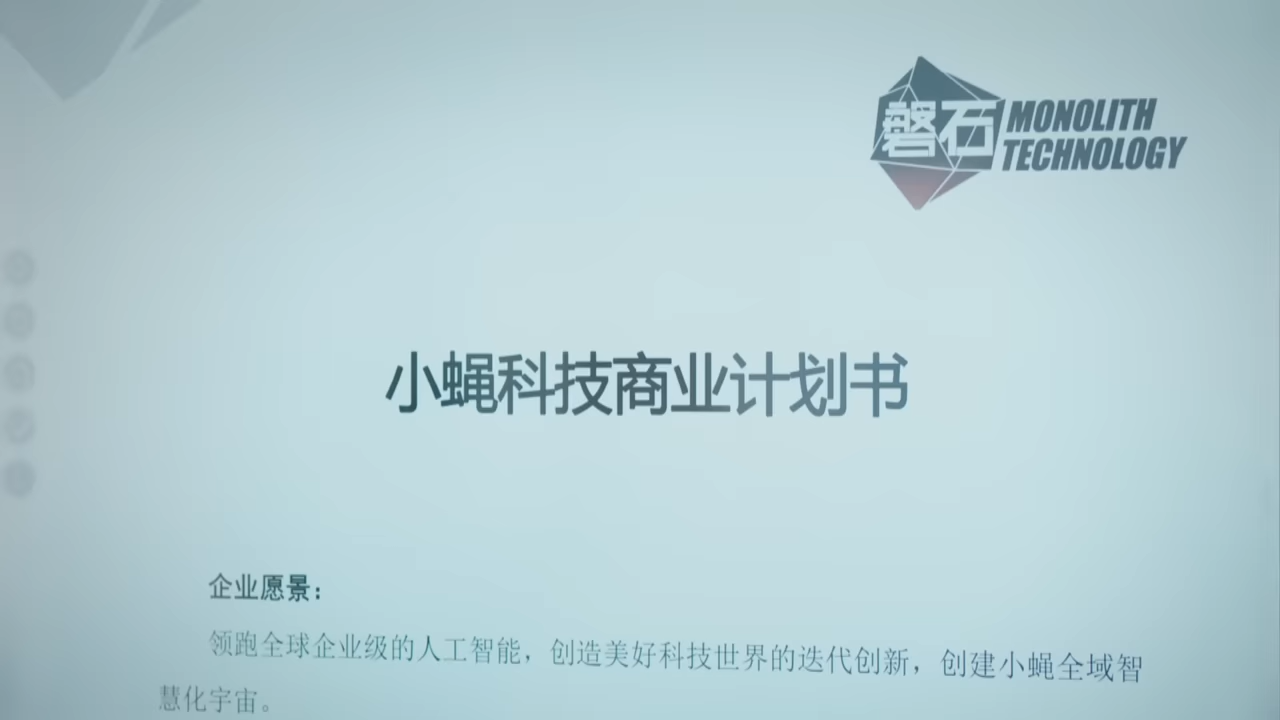 磐石
MONOLITH
TECHNOLOGY
小蝇科技商业计划书
企业愿景：
领跑全球企业级的人工智能，创造美好科技世界的迭代创新，创建小蝇全域智
慧化宇宙。